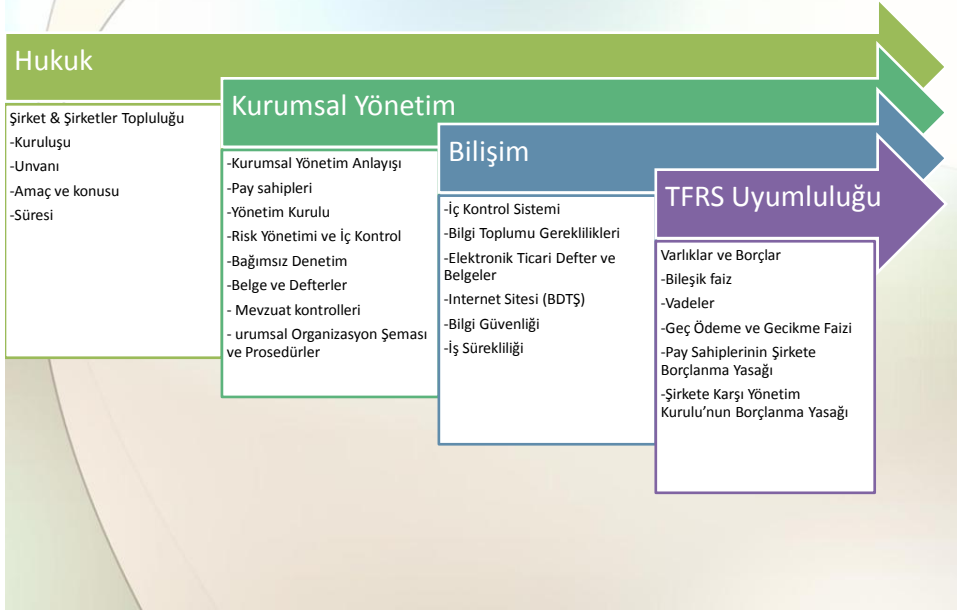 Hukuk
Şirket & Şirketler Topluluğu
-Kuruluşu
-Unvanı
-Amaç ve konusu
-Süresi
Kurumsal Yönetim
-Kurumsal Yönetim Anlayışı
-Pay sahipleri
-Yönetim Kurulu
-Risk Yönetimi ve İç Kontrol
-Bağımsız Denetim
-Belge ve Defterler
- Mevzuat kontrolleri
- urumsal Organizasyon Şeması
ve Prosedürler
Bilişim
-İç Kontrol Sistemi
-Bilgi Toplumu Gereklilikleri
-Elektronik Ticari Defter ve
Belgeler
-Internet Sitesi (BDTŞ)
-Bilgi Güvenliği
-İş Sürekliliği
TFRS Uyumluluğu
Varlıklar ve Borçlar
-Bileşik faiz
-Vadeler
-Geç Ödeme ve Gecikme Faizi
-Pay Sahiplerinin Şirkete
Borçlanma Yasağı
-Şirkete Karşı Yönetim
Kurulu’nun Borçlanma Yasağı